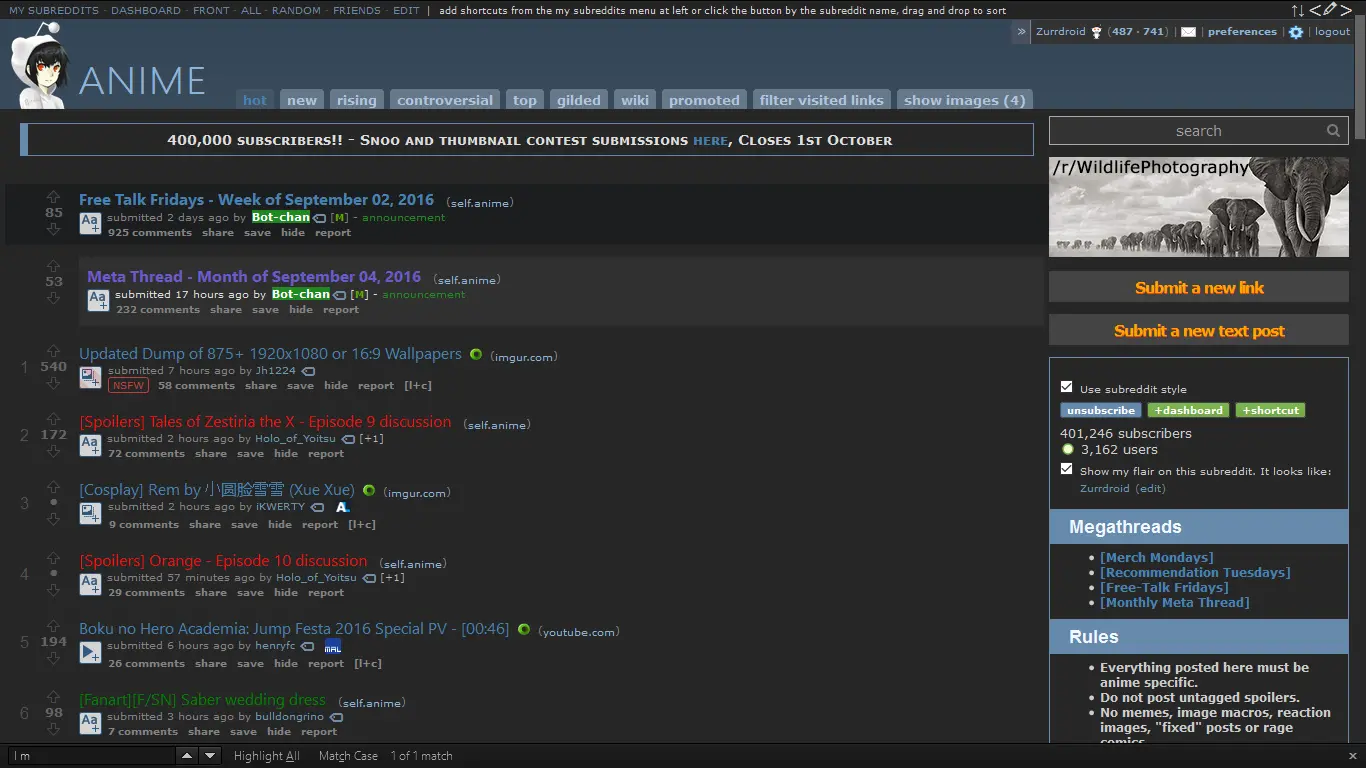 MY SUBREDDITS - DASHBOARD - FRONT - ALL - RANDOM - FRIENDS - EDIT | add shortcuts from the my subreddits menu at left or click the button by the subreddit name, drag and drop to sort
» Zurrdroid (487 · 741) | | preferences | | logout
ANIME
hot new rising controversial top gilded wiki promoted filter visited links show images (4)
400,000 SUBSCRIBERS!! - SNOO AND THUMBNAIL CONTEST SUBMISSIONS HERE, CLOSES 1ST OCTOBER
85
Free Talk Fridays - Week of September 02, 2016 (self.anime)
Aa submitted 2 days ago by Bot-chan [M] - announcement
925 comments share save hide report
53
Meta Thread - Month of September 04, 2016 (self.anime)
Aa submitted 17 hours ago by Bot-chan [M] - announcement
232 comments share save hide report
1 540
Updated Dump of 875+ 1920x1080 or 16:9 Wallpapers (imgur.com)
submitted 7 hours ago by Jh1224
NSFW 58 comments share save hide report [l+c]
2 172
[Spoilers] Tales of Zestiria the X - Episode 9 discussion (self.anime)
Aa submitted 2 hours ago by Holo_of_Yoitsu [+1]
72 comments share save hide report
3 •
[Cosplay] Rem by 小圆脸雪雪 (Xue Xue) (imgur.com)
submitted 2 hours ago by iKWERTY AL
9 comments share save hide report [l+c]
4 •
[Spoilers] Orange - Episode 10 discussion (self.anime)
Aa submitted 57 minutes ago by Holo_of_Yoitsu [+1]
29 comments share save hide report
5 194
Boku no Hero Academia: Jump Festa 2016 Special PV - [00:46] (youtube.com)
submitted 6 hours ago by henryfc MAL
26 comments share save hide report [l+c]
6 98
[Fanart][F/SN] Saber wedding dress (self.anime)
Aa submitted 3 hours ago by bulldongrino
7 comments share save hide report
search
/r/WildlifePhotography
Submit a new link
Submit a new text post
Use subreddit style
unsubscribe +dashboard +shortcut
401,246 subscribers
3,162 users
Show my flair on this subreddit. It looks like:
Zurrdroid (edit)
Megathreads
• [Merch Mondays]
• [Recommendation Tuesdays]
• [Free-Talk Fridays]
• [Monthly Meta Thread]
Rules
• Everything posted here must be
anime specific.
• Do not post untagged spoilers.
• No memes, image macros, reaction
images, "fixed" posts or rage
comics.
l m Highlight All Match Case 1 of 1 match